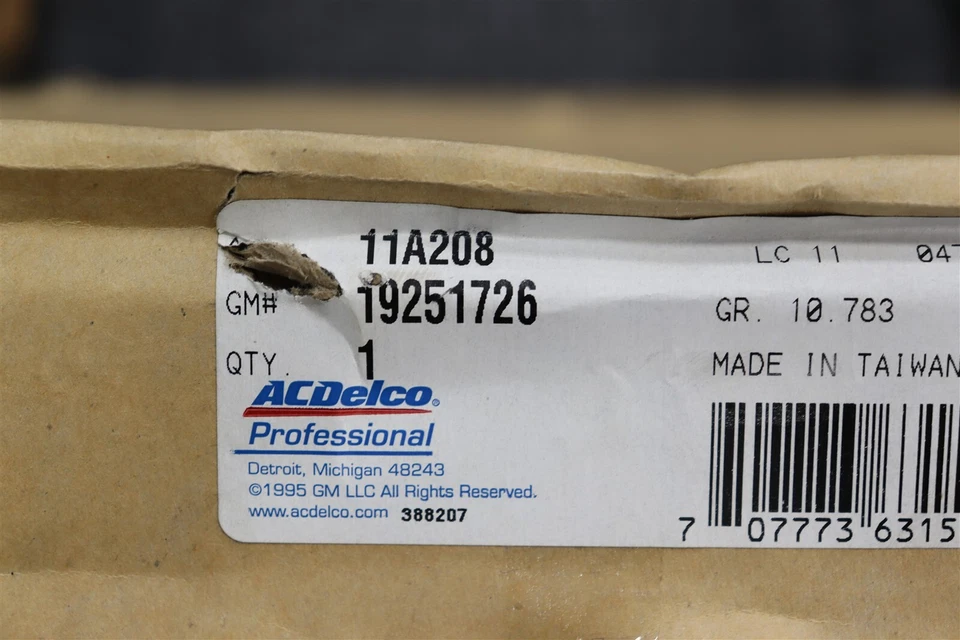 11A208
LC 11 047
GM# 19251726
GR. 10.783
QTY. 1
MADE IN TAIWAN
ACDelco®
Professional
Detroit, Michigan 48243
©1995 GM LLC All Rights Reserved.
www.acdelco.com 388207
7 07773 6315